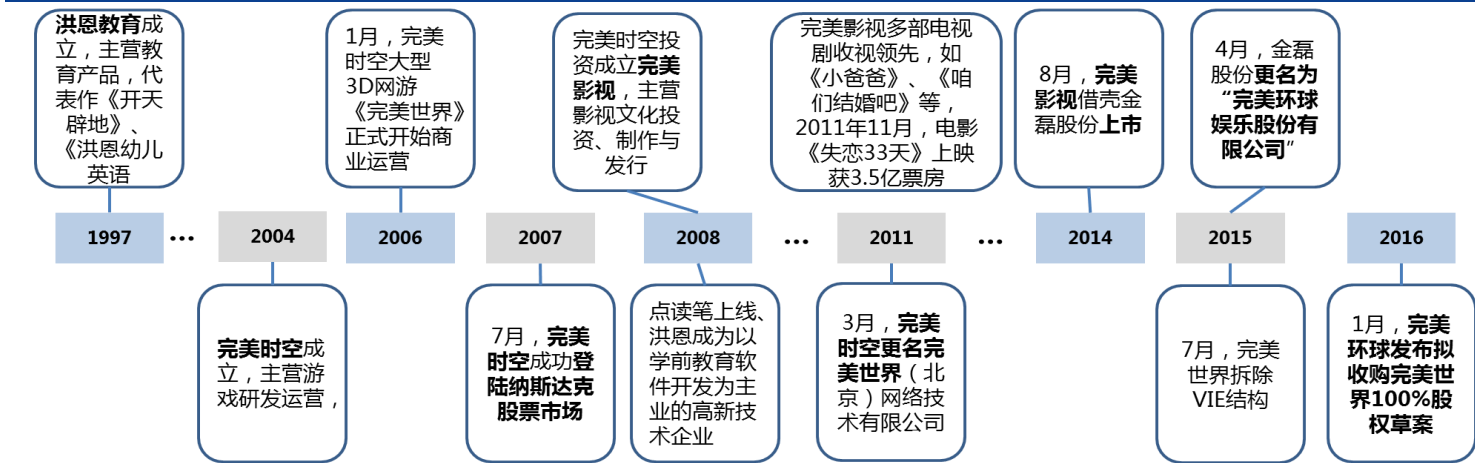 洪恩教育成
立，主营教
育产品，代
表作《开天
辟地》、
《洪恩幼儿
英语
1月，完美
时空大型
3D网游
《完美世界》
正式开始商
业运营
完美时空投
资成立完美
影视，主营
影视文化投
资、制作与
发行
完美影视多部电视
剧收视领先，如
《小爸爸》、《咱
们结婚吧》等，
2011年11月，电影
《失恋33天》上映
获3.5亿票房
8月，完美
影视借壳金
磊股份上市
4月，金磊
股份更名为
“完美环球
娱乐股份有
限公司”
1997 ... 2004 2006 2007 2008 ... 2011 ... 2014 2015 2016
完美时空成
立，主营游
戏研发运营，
7月，完美
时空成功登
陆纳斯达克
股票市场
点读笔上线、
洪恩成为以
学前教育软
件开发为主
业的高新技
术企业
3月，完美
时空更名完
美世界（北
京）网络技
术有限公司
7月，完美
世界拆除
VIE结构
1月，完美
环球发布拟
收购完美世
界100%股
权草案